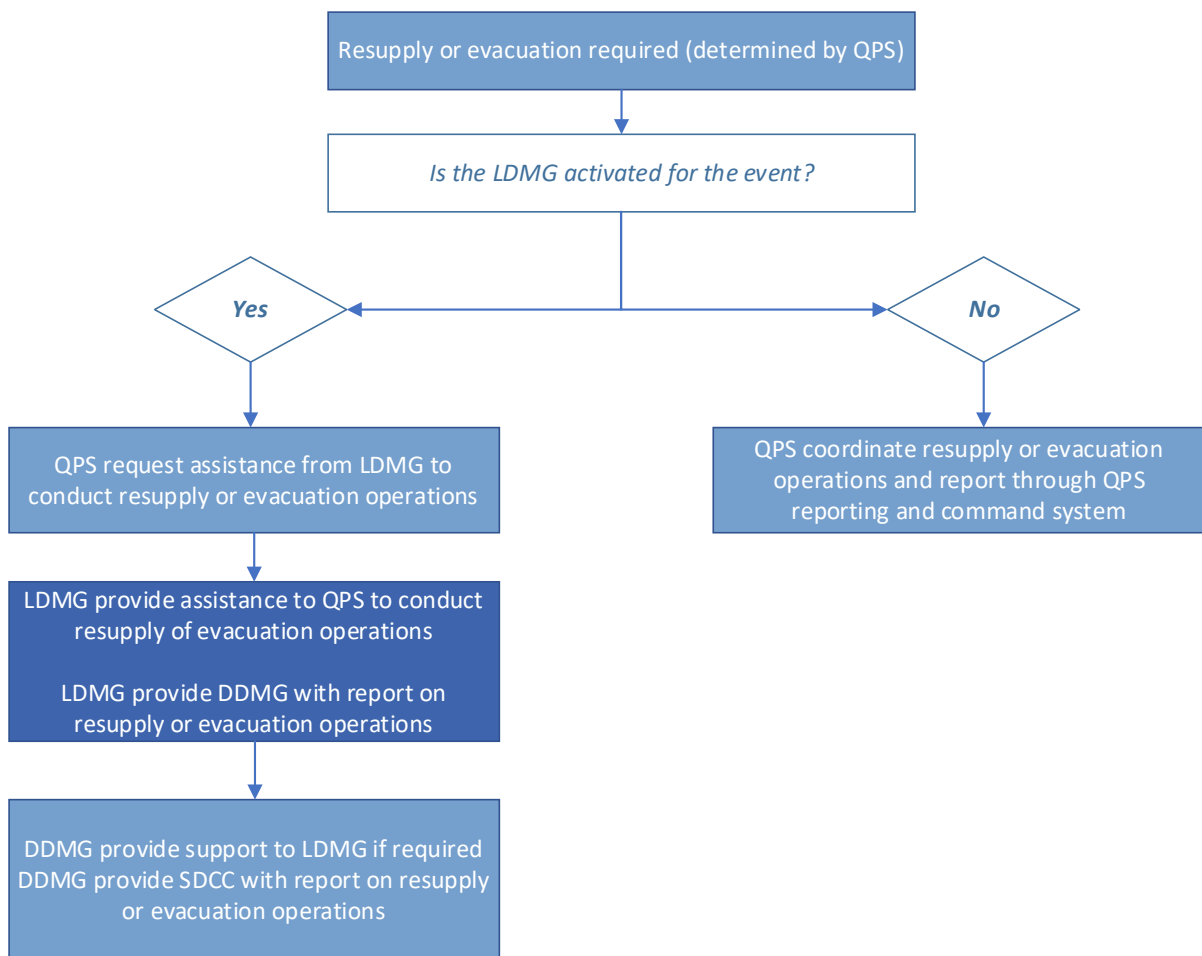 Resupply or evacuation required (determined by QPS)
Is the LDMG activated for the event?
Yes
No
QPS request assistance from LDMG to
conduct resupply or evacuation operations
QPS coordinate resupply or evacuation
operations and report through QPS
reporting and command system
LDMG provide assistance to QPS to conduct
resupply of evacuation operations
LDMG provide DDMG with report on
resupply or evacuation operations
DDMG provide support to LDMG if required
DDMG provide SDCC with report on resupply
or evacuation operations